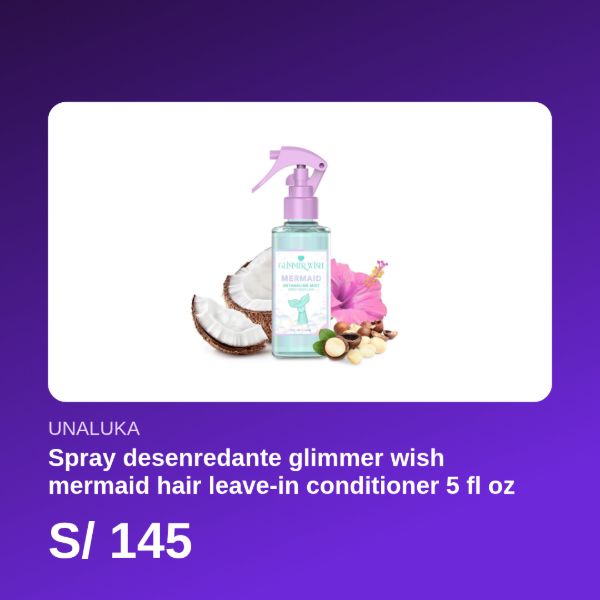 GLIMMER WISH
MERMAID
DETANGLING MIST
UNALUKA
Spray desenredante glimmer wish
mermaid hair leave-in conditioner 5 fl oz
S/ 145